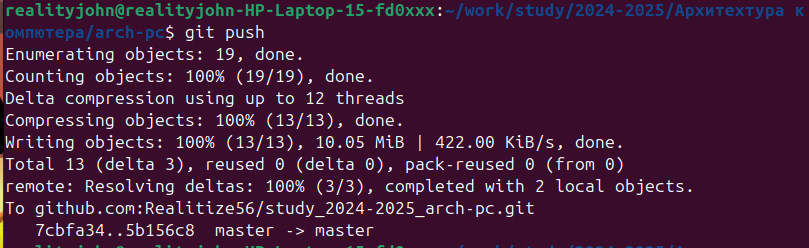 realityjohn@realityjohn-HP-Laptop-15-fd0xxx:~/work/study/2024-2025/Архитехтура к
омпютера/arch-pc$ git push
Enumerating objects: 19, done.
Counting objects: 100% (19/19), done.
Delta compression using up to 12 threads
Compressing objects: 100% (13/13), done.
Writing objects: 100% (13/13), 10.05 MiB | 422.00 KiB/s, done.
Total 13 (delta 3), reused 0 (delta 0), pack-reused 0 (from 0)
remote: Resolving deltas: 100% (3/3), completed with 2 local objects.
To github.com:Realitize56/study_2024-2025_arch-pc.git
   7cbfa34..5b156c8  master -> master